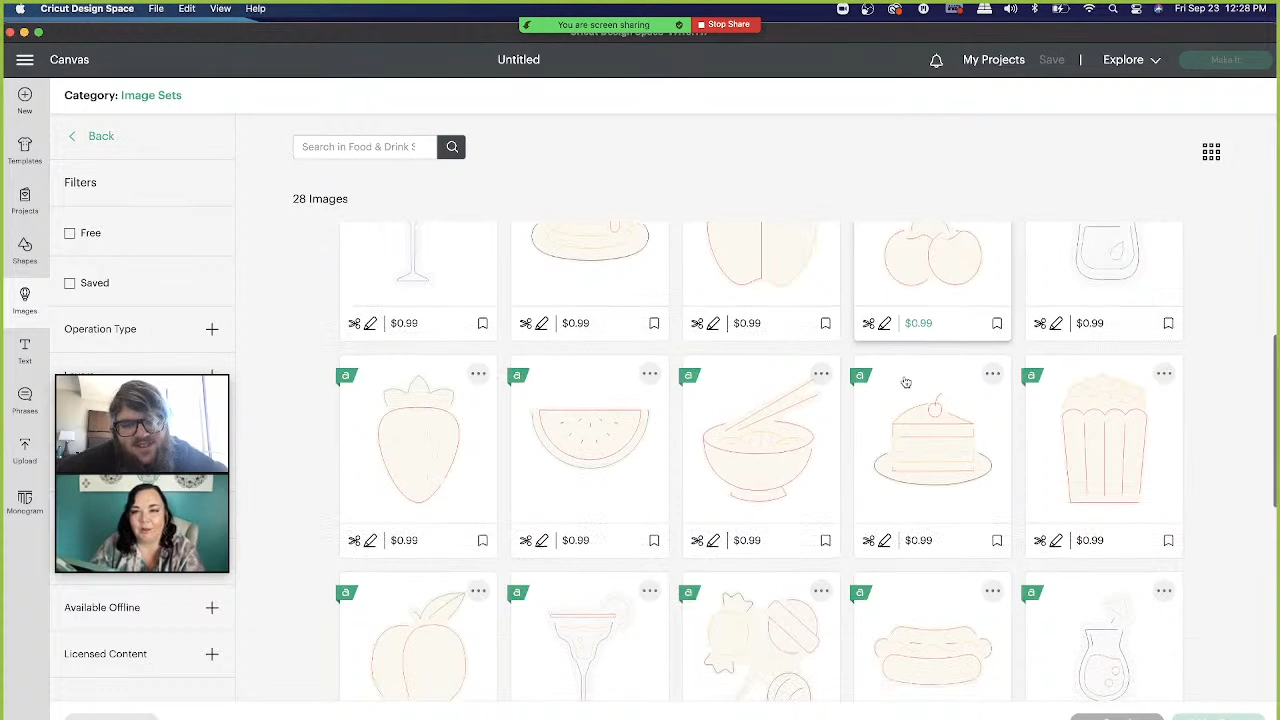 Cricut Design Space File Edit View Help
Fri Sep 23 12:28 PM
You are screen sharing
Stop Share
Canvas
Untitled
My Projects
Save
|
Explore
Make It
Category: Image Sets
New
Templates
Projects
Shapes
Images
Text
Phrases
Upload
Monogram
Back
Filters
Free
Saved
Operation Type
Available Offline
Licensed Content
Search in Food & Drink S
28 Images
$0.99
$0.99
$0.99
$0.99
$0.99
a
a
a
a
a
$0.99
$0.99
$0.99
$0.99
$0.99
a
a
a
a
a